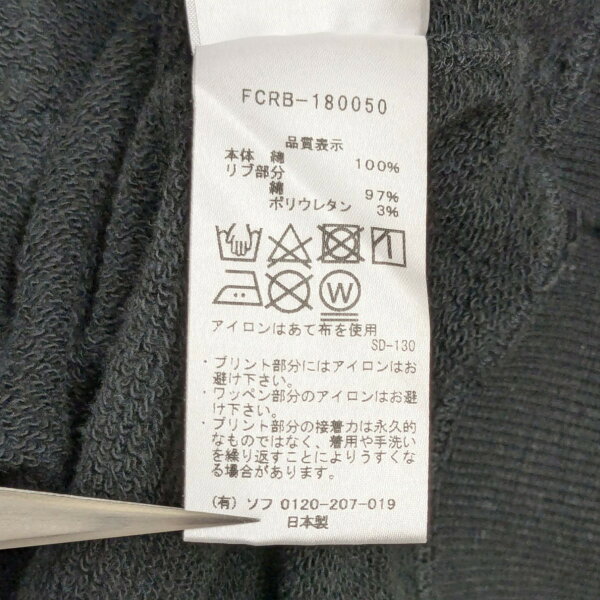 FCRB-180050
品質表示
本体 綿 100%
リブ部分
綿 97%
ポリウレタン 3%
W
アイロンはあて布を使用
SD-130
・プリント部分にはアイロンはお
避け下さい。
・ワッペン部分のアイロンはお
避け下さい。
・プリント部分の接着力は永久的
なものではなく、着用や手洗い
を繰り返すことによりうすくな
る場合があります。
(有) ソフ 0120-207-019
日本製